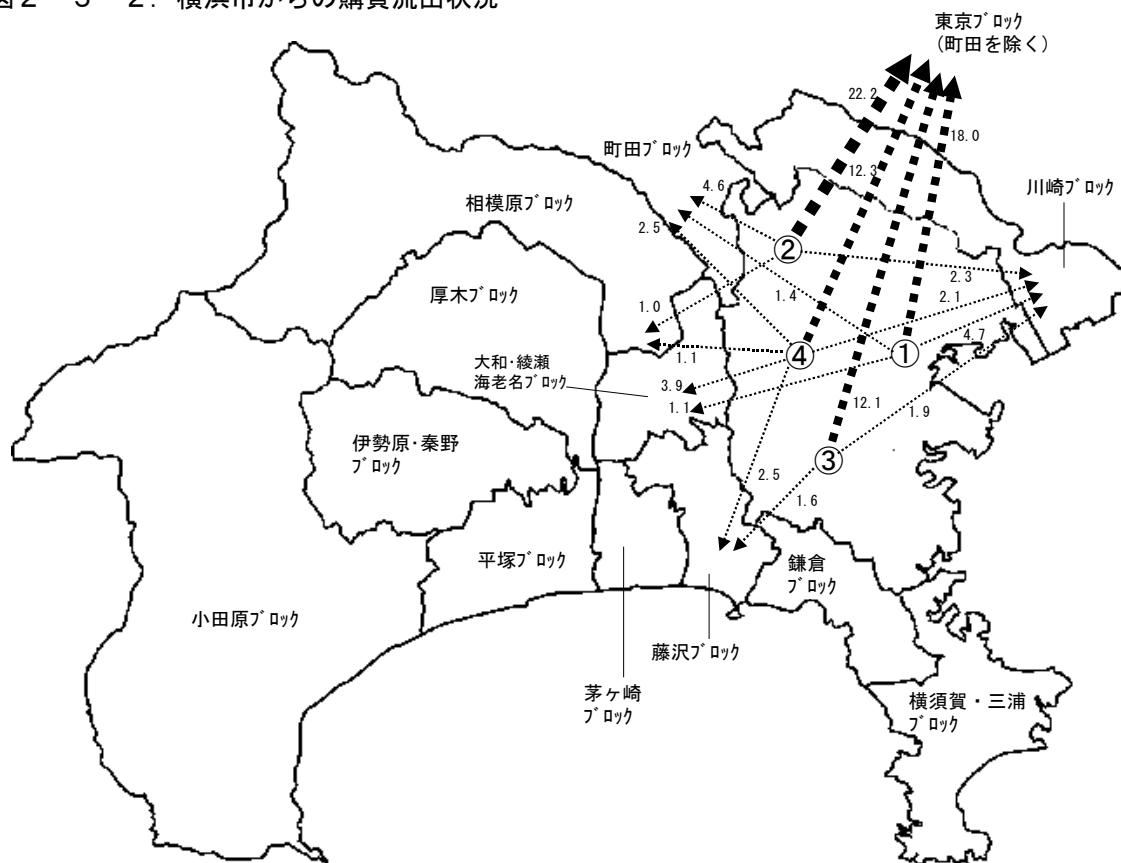 図２－３－２．横浜市からの購買流出状況
東京ﾌﾞﾛｯｸ
(町田を除く)
22.2
18.0
町田ﾌﾞﾛｯｸ
12.3
川崎ﾌﾞﾛｯｸ
4.6
相模原ﾌﾞﾛｯｸ
2.5
②
2.3
厚木ﾌﾞﾛｯｸ
1.4
2.1
1.0
4.7
④
①
大和･綾瀬
海老名ﾌﾞﾛｯｸ
1.1
3.9
1.1
12.1
1.9
伊勢原･秦野
ﾌﾞﾛｯｸ
③
2.5
1.6
平塚ﾌﾞﾛｯｸ
鎌倉
ﾌﾞﾛｯｸ
小田原ﾌﾞﾛｯｸ
藤沢ﾌﾞﾛｯｸ
茅ヶ崎
ﾌﾞﾛｯｸ
横須賀・三浦
ﾌﾞﾛｯｸ